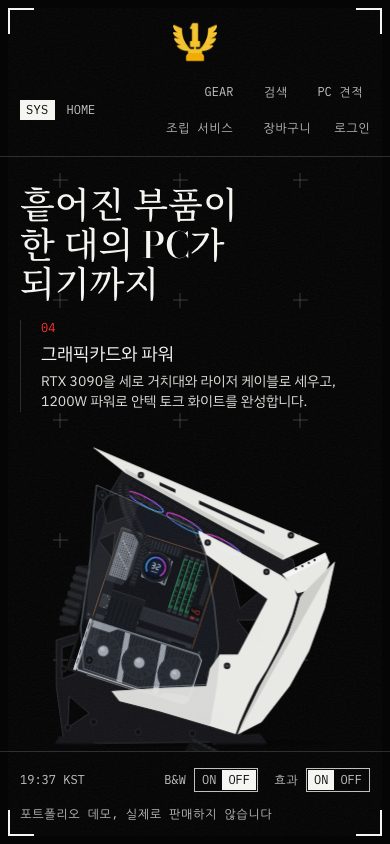 GEAR 검색 PC 견적
SYS HOME
조립 서비스 장바구니 로그인
흩어진 부품이
한 대의 PC가
되기까지
04
그래픽카드와 파워
RTX 3090을 세로 거치대와 라이저 케이블로 세우고,
1200W 파워로 안텍 토크 화이트를 완성합니다.
19:37 KST B&W ON OFF 효과 ON OFF
포트폴리오 데모, 실제로 판매하지 않습니다